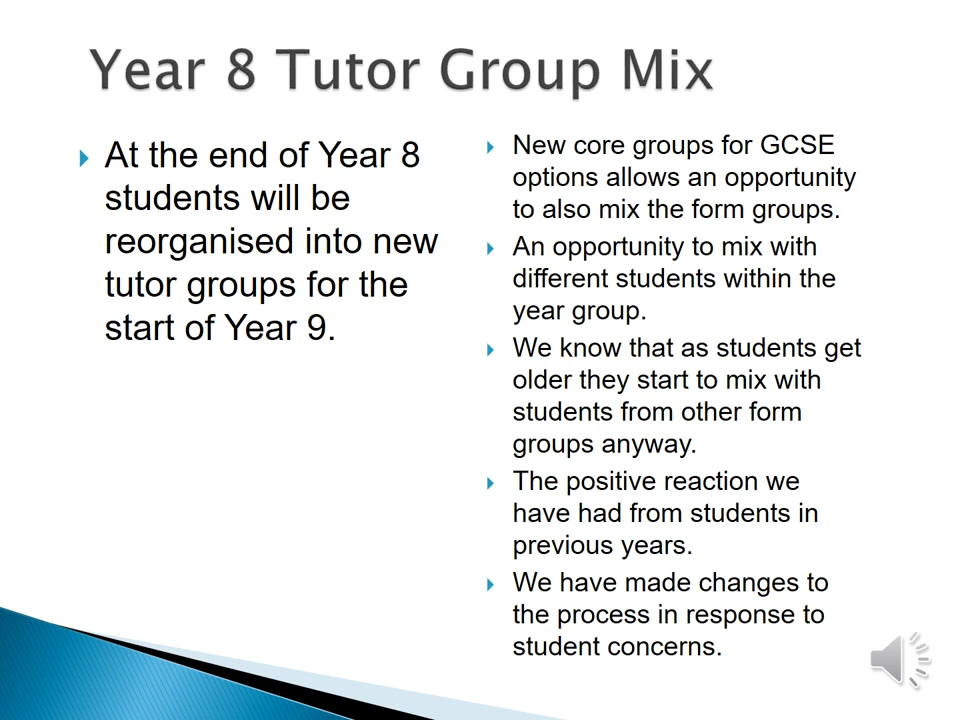 Year 8 Tutor Group Mix
At the end of Year 8
students will be
reorganised into new
tutor groups for the
start of Year 9.
New core groups for GCSE
options allows an opportunity
to also mix the form groups.
An opportunity to mix with
different students within the
year group.
We know that as students get
older they start to mix with
students from other form
groups anyway.
The positive reaction we
have had from students in
previous years.
We have made changes to
the process in response to
student concerns.